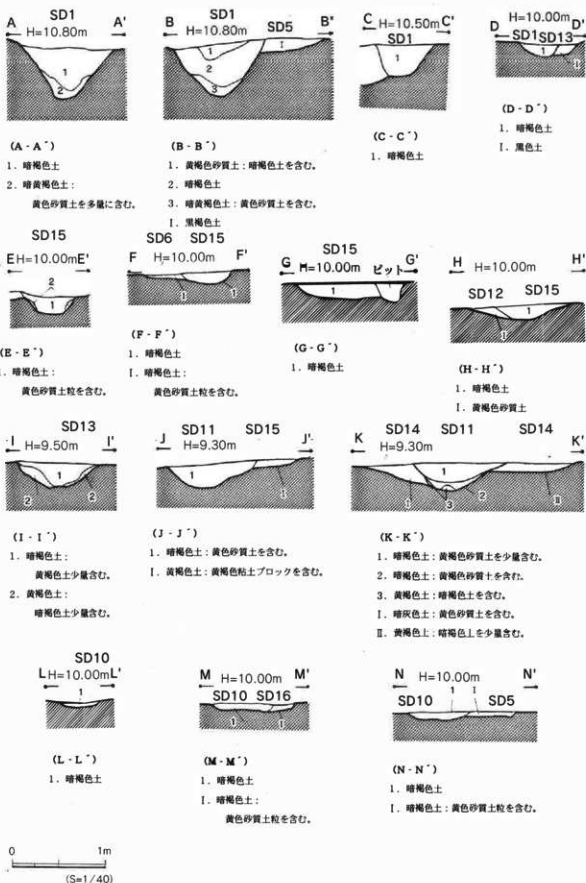 SD1
A H=10.80m A'
1
2
(A - A´)
1. 暗褐色土
2. 暗黄褐色土:
黄色砂質土を多量に含む。
SD1 SD5
B H=10.80m B'
1
I
2
3
(B - B´)
1. 黄褐色砂質土:暗褐色土を含む。
2. 暗褐色土
3. 暗黄褐色土:黄色砂質土を含む。
I. 黒褐色土
C H=10.50m C'
SD1
1
(C - C´)
1. 暗褐色土
H=10.00m
D D'
SD1 SD13
1
I
(D - D´)
1. 暗褐色土
I. 黒色土
SD15
E H=10.00m E'
2
1
(E - E´)
1. 暗褐色土:
黄色砂質土粒を含む。
SD6 SD15
F H=10.00m F'
I 1
(F - F´)
1. 暗褐色土
I. 暗褐色土:
黄色砂質土粒を含む。
SD15
G H=10.00m ピット G'
1
(G - G´)
1. 暗褐色土
H H=10.00m H'
SD12 SD15
1
I
(H - H´)
1. 暗褐色土
I. 黄褐色砂質土
SD13
I H=9.50m I'
1
2 2
(I - I´)
1. 暗褐色土:
黄褐色土少量含む。
2. 黄褐色土:
暗褐色土少量含む。
SD11 SD15
J H=9.30m J'
1 I
(J - J´)
1. 暗褐色土:黄色砂質土を含む。
I. 黄褐色土:黄褐色粘土ブロックを含む。
SD14 SD11 SD14
K H=9.30m K'
1
I 3 2 II
(K - K´)
1. 暗褐色土:黄褐色砂質土を少量含む。
2. 暗褐色土:黄褐色砂質土を含む。
3. 黄褐色土:暗褐色土を含む。
I. 暗灰色土:黄色砂質土を含む。
II. 黄褐色土:暗褐色土を少量含む。
SD10
L H=10.00m L'
1
(L - L´)
1. 暗褐色土
M H=10.00m M'
SD10 SD16
1 I
(M - M´)
1. 暗褐色土
I. 暗褐色土:
黄色砂質土粒を含む。
N H=10.00m N'
SD10 1 I SD5
(N - N´)
1. 暗褐色土
I. 暗褐色土:黄色砂質土粒を含む。
0 1m
(S=1/40)